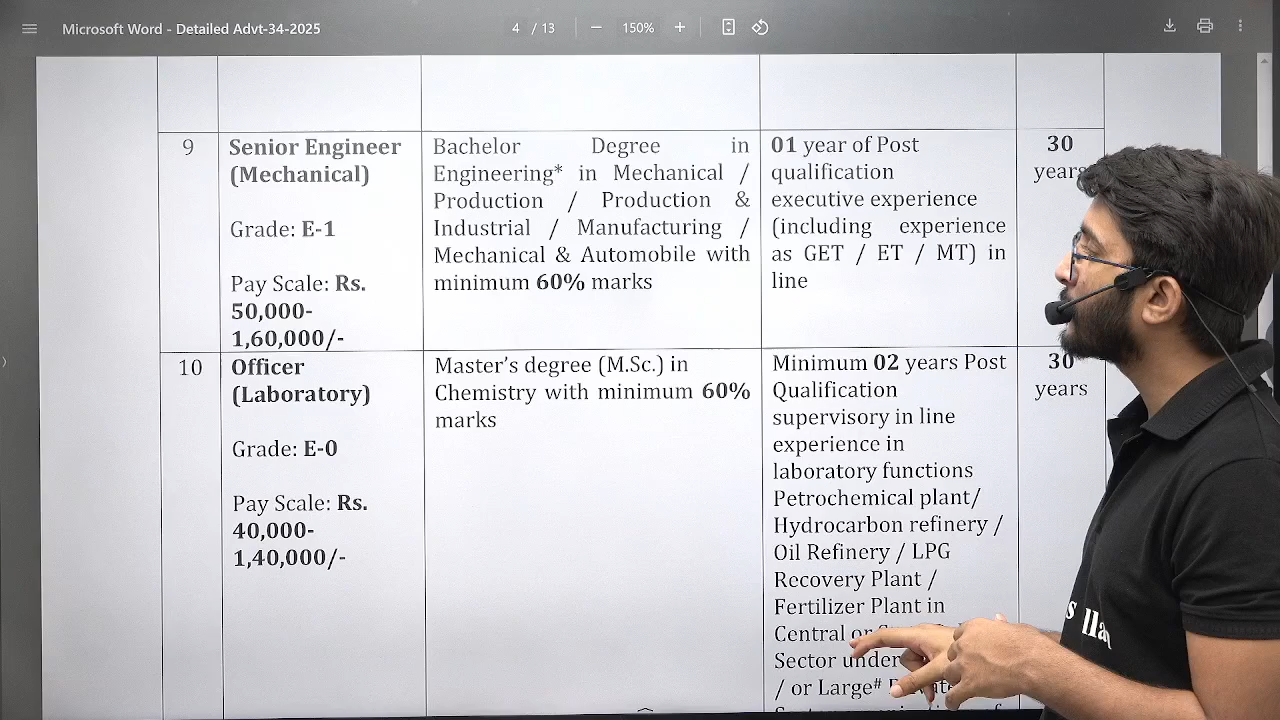 Microsoft Word - Detailed Advt-34-2025
4 / 13
150%
9
Senior Engineer
(Mechanical)
Grade: E-1
Pay Scale: Rs.
50,000-
1,60,000/-
Bachelor Degree in
Engineering* in Mechanical /
Production / Production &
Industrial / Manufacturing /
Mechanical & Automobile with
minimum 60% marks
01 year of Post
qualification
executive experience
(including experience
as GET / ET / MT) in
line
30
years
10
Officer
(Laboratory)
Grade: E-0
Pay Scale: Rs.
40,000-
1,40,000/-
Master's degree (M.Sc.) in
Chemistry with minimum 60%
marks
Minimum 02 years Post
Qualification
supervisory in line
experience in
laboratory functions
Petrochemical plant/
Hydrocarbon refinery /
Oil Refinery / LPG
Recovery Plant /
Fertilizer Plant in
Central or
Sector under
/ or Large#
30
years